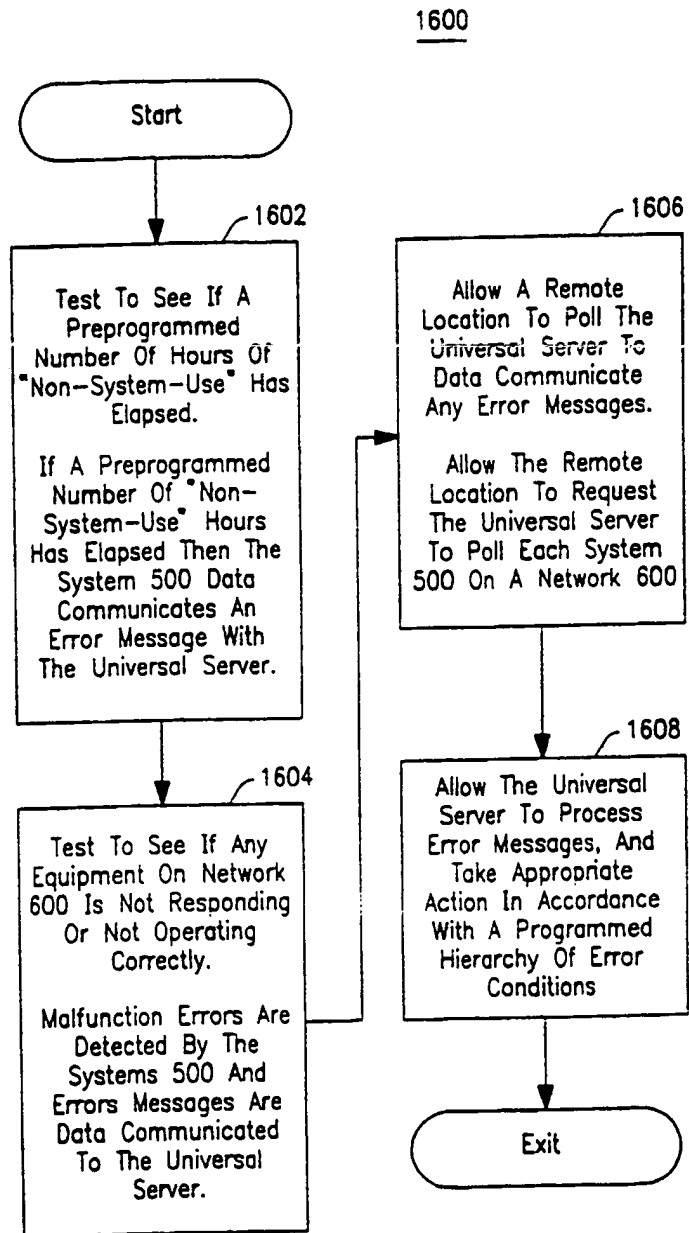 1600
Start
1602
Test To See If A
Preprogrammed
Number Of Hours Of
"Non-System-Use" Has
Elapsed.
If A Preprogrammed
Number Of "Non-
System-Use" Hours
Has Elapsed Then The
System 500 Data
Communicates An
Error Message With
The Universal Server.
1604
Test To See If Any
Equipment On Network
600 Is Not Responding
Or Not Operating
Correctly.
Malfunction Errors Are
Detected By The
Systems 500 And
Errors Messages Are
Data Communicated
To The Universal
Server.
1606
Allow A Remote
Location To Poll The
Universal Server To
Data Communicate
Any Error Messages.
Allow The Remote
Location To Request
The Universal Server
To Poll Each System
500 On A Network 600
1608
Allow The Universal
Server To Process
Error Messages, And
Take Appropriate
Action In Accordance
With A Programmed
Hierarchy Of Error
Conditions
Exit